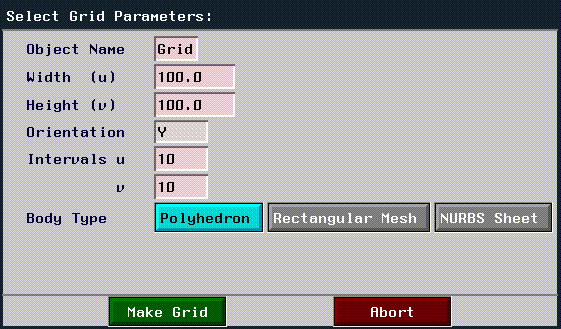 Select Grid Parameters:
Object Name Grid
Width (u) 100.0
Height (v) 100.0
Orientation Y
Intervals u 10
v 10
Body Type Polyhedron Rectangular Mesh NURBS Sheet
Make Grid Abort